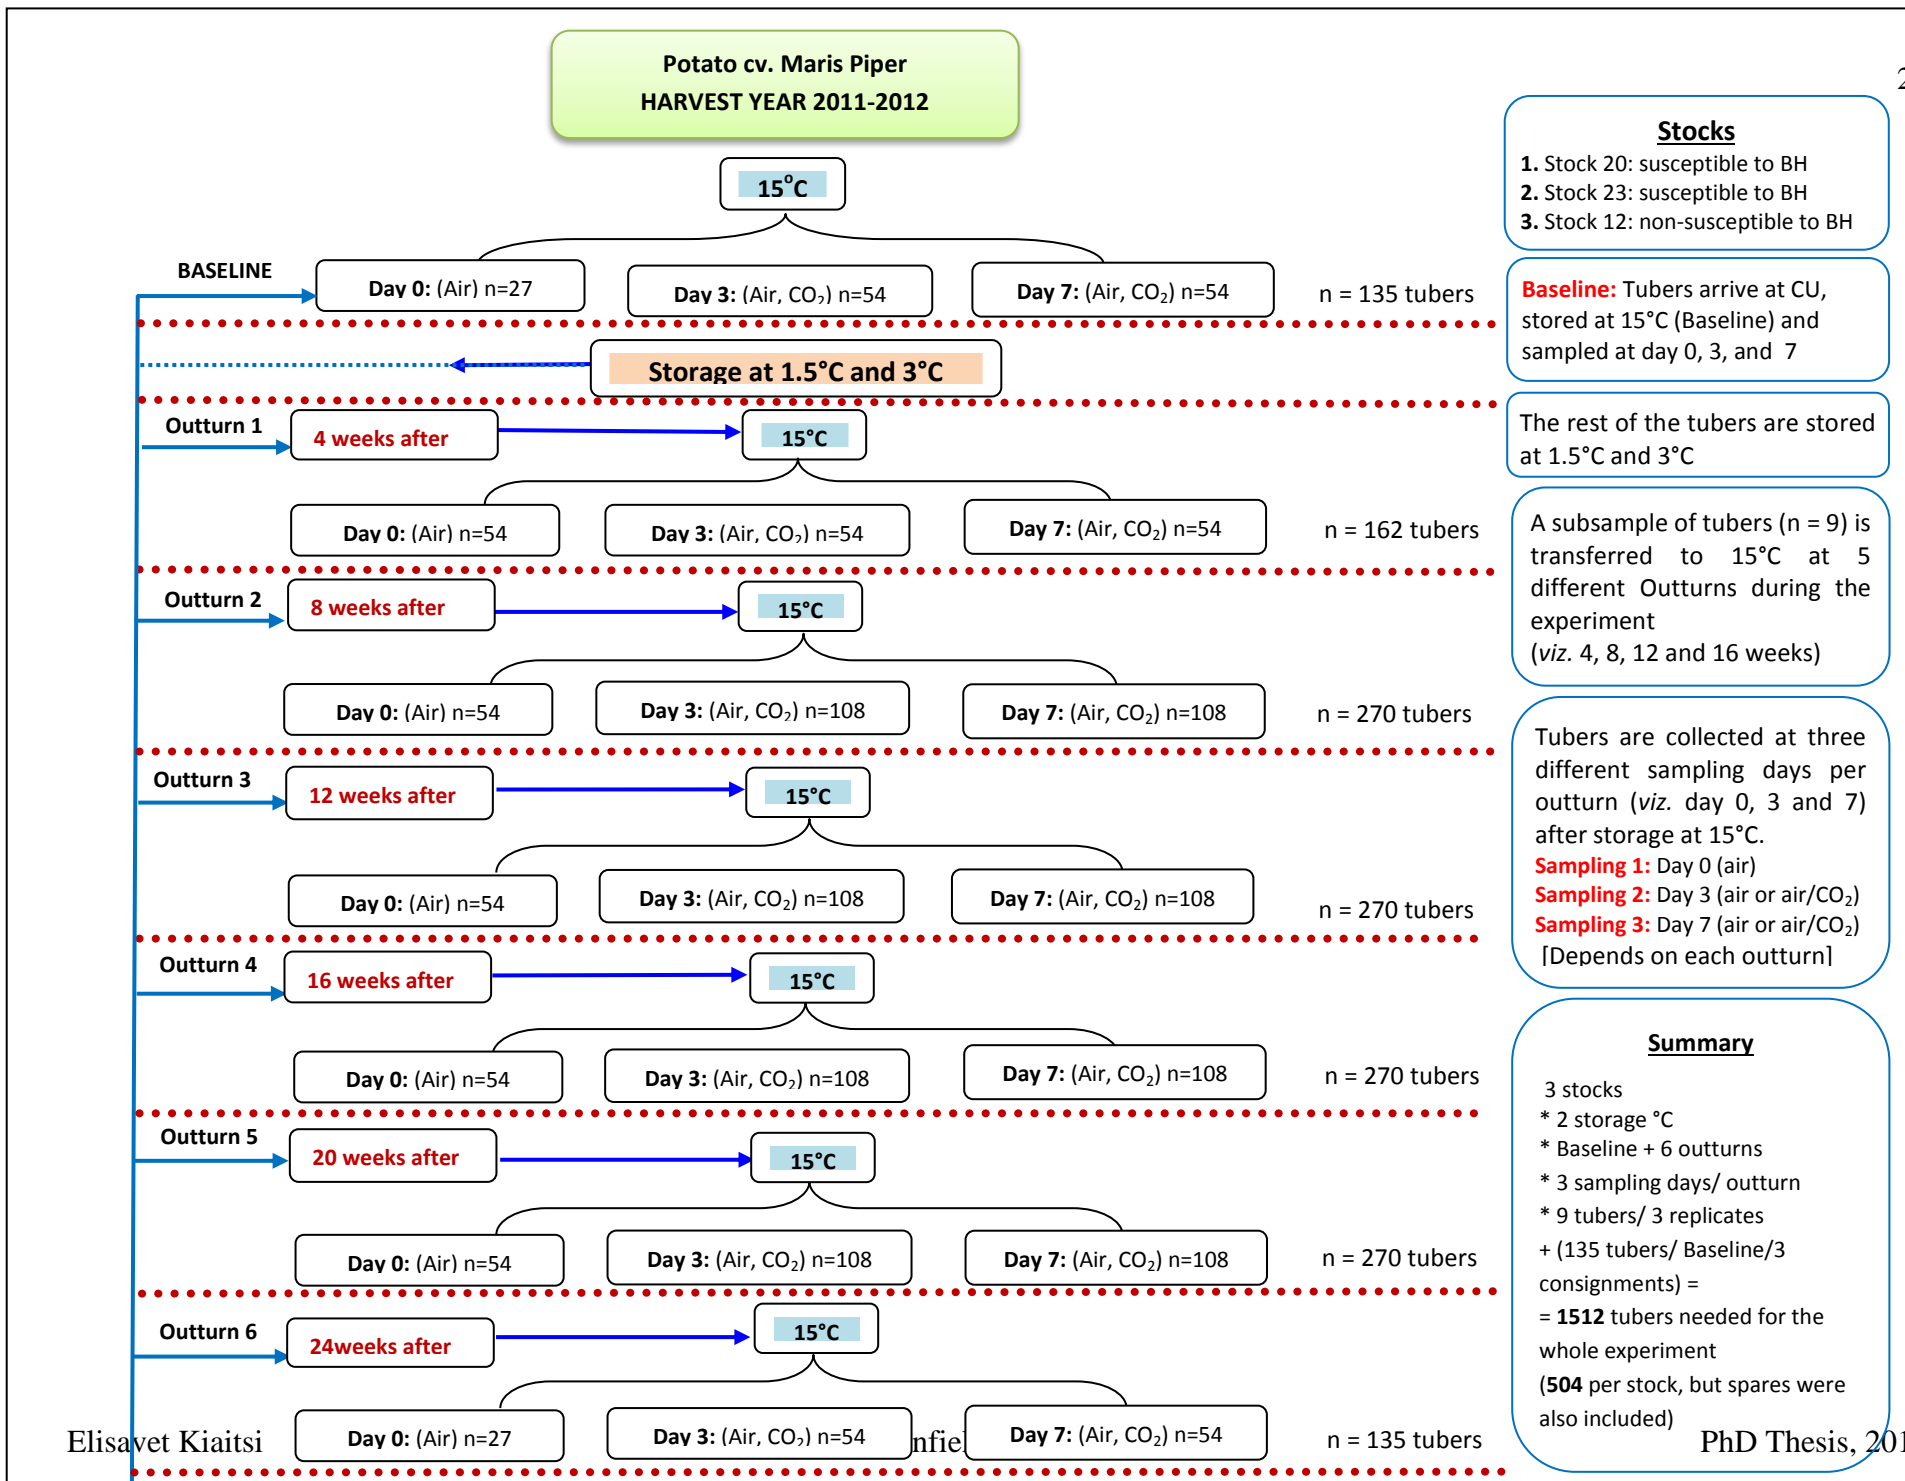 2
Potato cv. Maris Piper
HARVEST YEAR 2011-2012
15°C
BASELINE
Day 0: (Air) n=27
Day 3: (Air, CO₂) n=54
Day 7: (Air, CO₂) n=54
n = 135 tubers
Storage at 1.5°C and 3°C
Outturn 1
4 weeks after
15°C
Day 0: (Air) n=54
Day 3: (Air, CO₂) n=54
Day 7: (Air, CO₂) n=54
n = 162 tubers
Outturn 2
8 weeks after
15°C
Day 0: (Air) n=54
Day 3: (Air, CO₂) n=108
Day 7: (Air, CO₂) n=108
n = 270 tubers
Outturn 3
12 weeks after
15°C
Day 0: (Air) n=54
Day 3: (Air, CO₂) n=108
Day 7: (Air, CO₂) n=108
n = 270 tubers
Outturn 4
16 weeks after
15°C
Day 0: (Air) n=54
Day 3: (Air, CO₂) n=108
Day 7: (Air, CO₂) n=108
n = 270 tubers
Outturn 5
20 weeks after
15°C
Day 0: (Air) n=54
Day 3: (Air, CO₂) n=108
Day 7: (Air, CO₂) n=108
n = 270 tubers
Outturn 6
24weeks after
15°C
Day 0: (Air) n=27
Day 3: (Air, CO₂) n=54
Day 7: (Air, CO₂) n=54
n = 135 tubers
Stocks
1. Stock 20: susceptible to BH
2. Stock 23: susceptible to BH
3. Stock 12: non-susceptible to BH
Baseline: Tubers arrive at CU,
stored at 15°C (Baseline) and
sampled at day 0, 3, and 7
The rest of the tubers are stored
at 1.5°C and 3°C
A subsample of tubers (n = 9) is
transferred to 15°C at 5
different Outturns during the
experiment
(viz. 4, 8, 12 and 16 weeks)
Tubers are collected at three
different sampling days per
outturn (viz. day 0, 3 and 7)
after storage at 15°C.
Sampling 1: Day 0 (air)
Sampling 2: Day 3 (air or air/CO₂)
Sampling 3: Day 7 (air or air/CO₂)
[Depends on each outturn]
Summary
3 stocks
* 2 storage °C
* Baseline + 6 outturns
* 3 sampling days/ outturn
* 9 tubers/ 3 replicates
+ (135 tubers/ Baseline/3
consignments) =
= 1512 tubers needed for the
whole experiment
(504 per stock, but spares were
also included)
Elisavet Kiaitsi
nfiel
PhD Thesis, 201